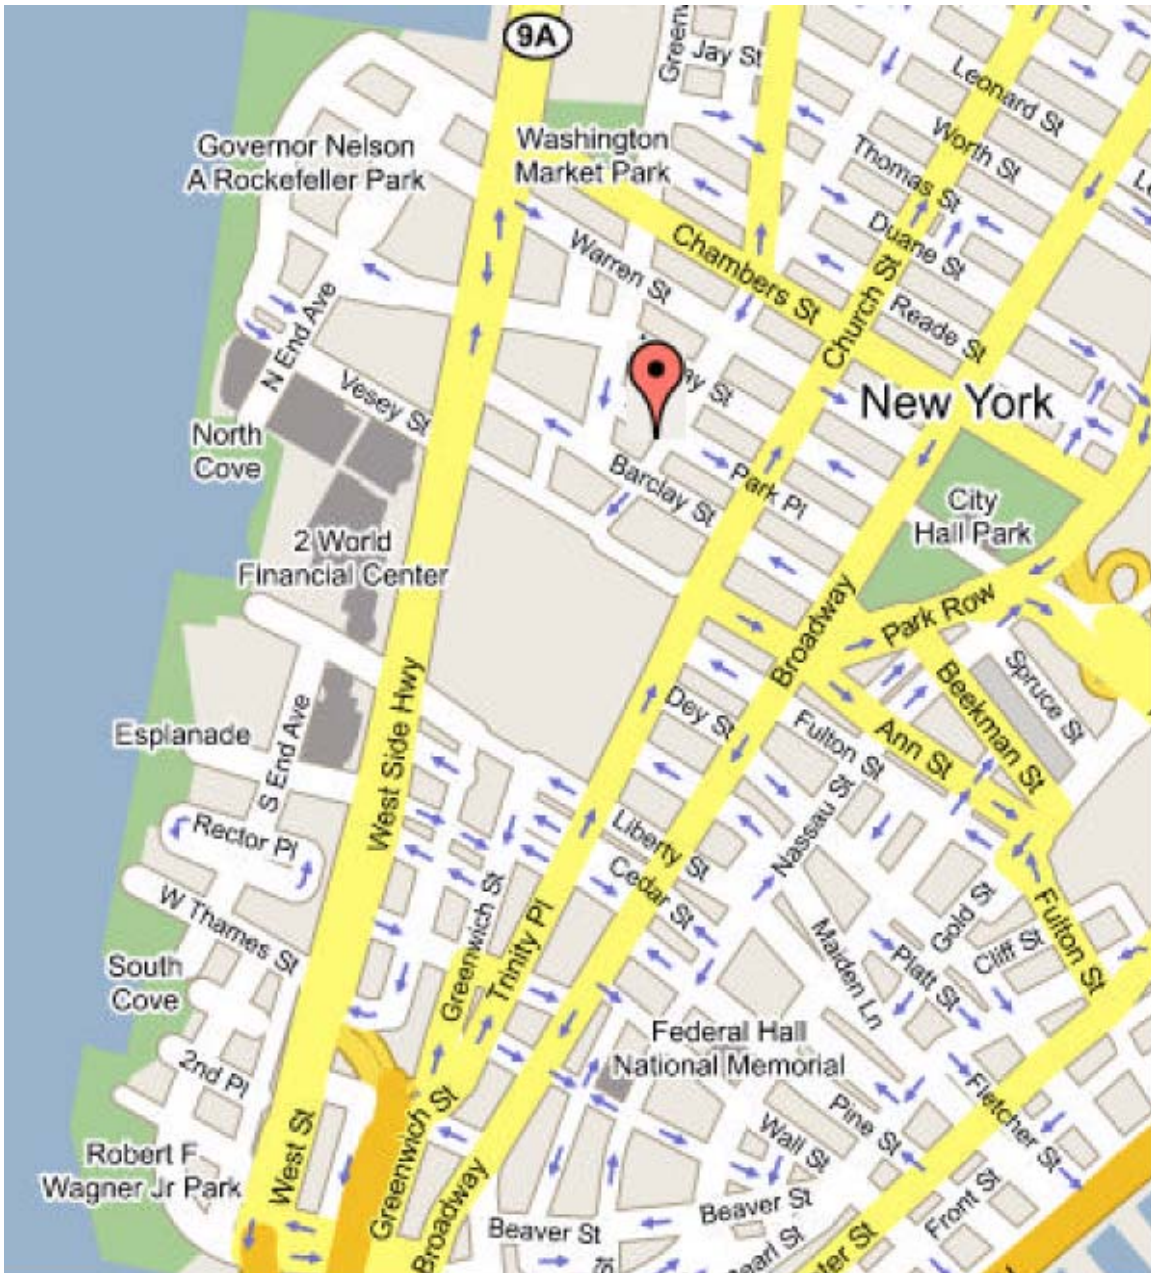 9A
Jay St
Leonard St
Worth St
Thomas St
Washington
Market Park
Governor Nelson
A Rockefeller Park
Duane St
Warren St
Chambers St
Church St
Reade St
N End Ave
Vesey St
New York
North
Cove
Barclay St
Park Pl
City
Hall Park
2 World
Financial Center
Park Row
Broadway
Beekman St
Spruce St
West Side Hwy
Dey St
Fulton St
Ann St
Esplanade
S End Ave
Rector Pl
Liberty St
Nassau St
Cedar St
W Thames St
Greenwich St
Trinity Pl
Maiden Ln
Gold St
Platt St
Cliff St
Fulton St
South
Cove
Federal Hall
National Memorial
2nd Pl
Fletcher St
Pine St
Wall St
Robert F
Wagner Jr Park
West St
Greenwich St
Broadway
Beaver St
Beaver St
Front St